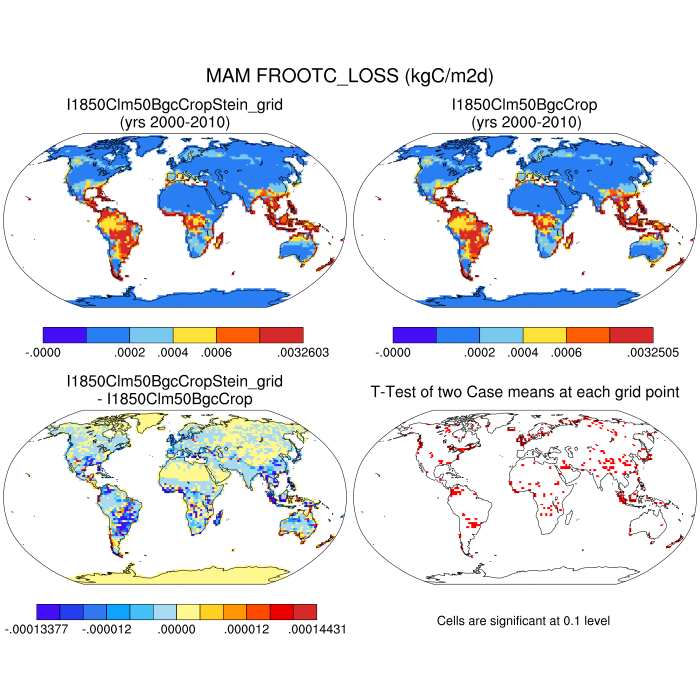 MAM FROOTC_LOSS (kgC/m2d)
I1850Clm50BgcCropStein_grid
(yrs 2000-2010)
I1850Clm50BgcCrop
(yrs 2000-2010)
-.0000 .0002 .0004 .0006 .0032603
-.0000 .0002 .0004 .0006 .0032505
I1850Clm50BgcCropStein_grid
- I1850Clm50BgcCrop
T-Test of two Case means at each grid point
-.00013377 -.000012 .00000 .000012 .00014431
Cells are significant at 0.1 level